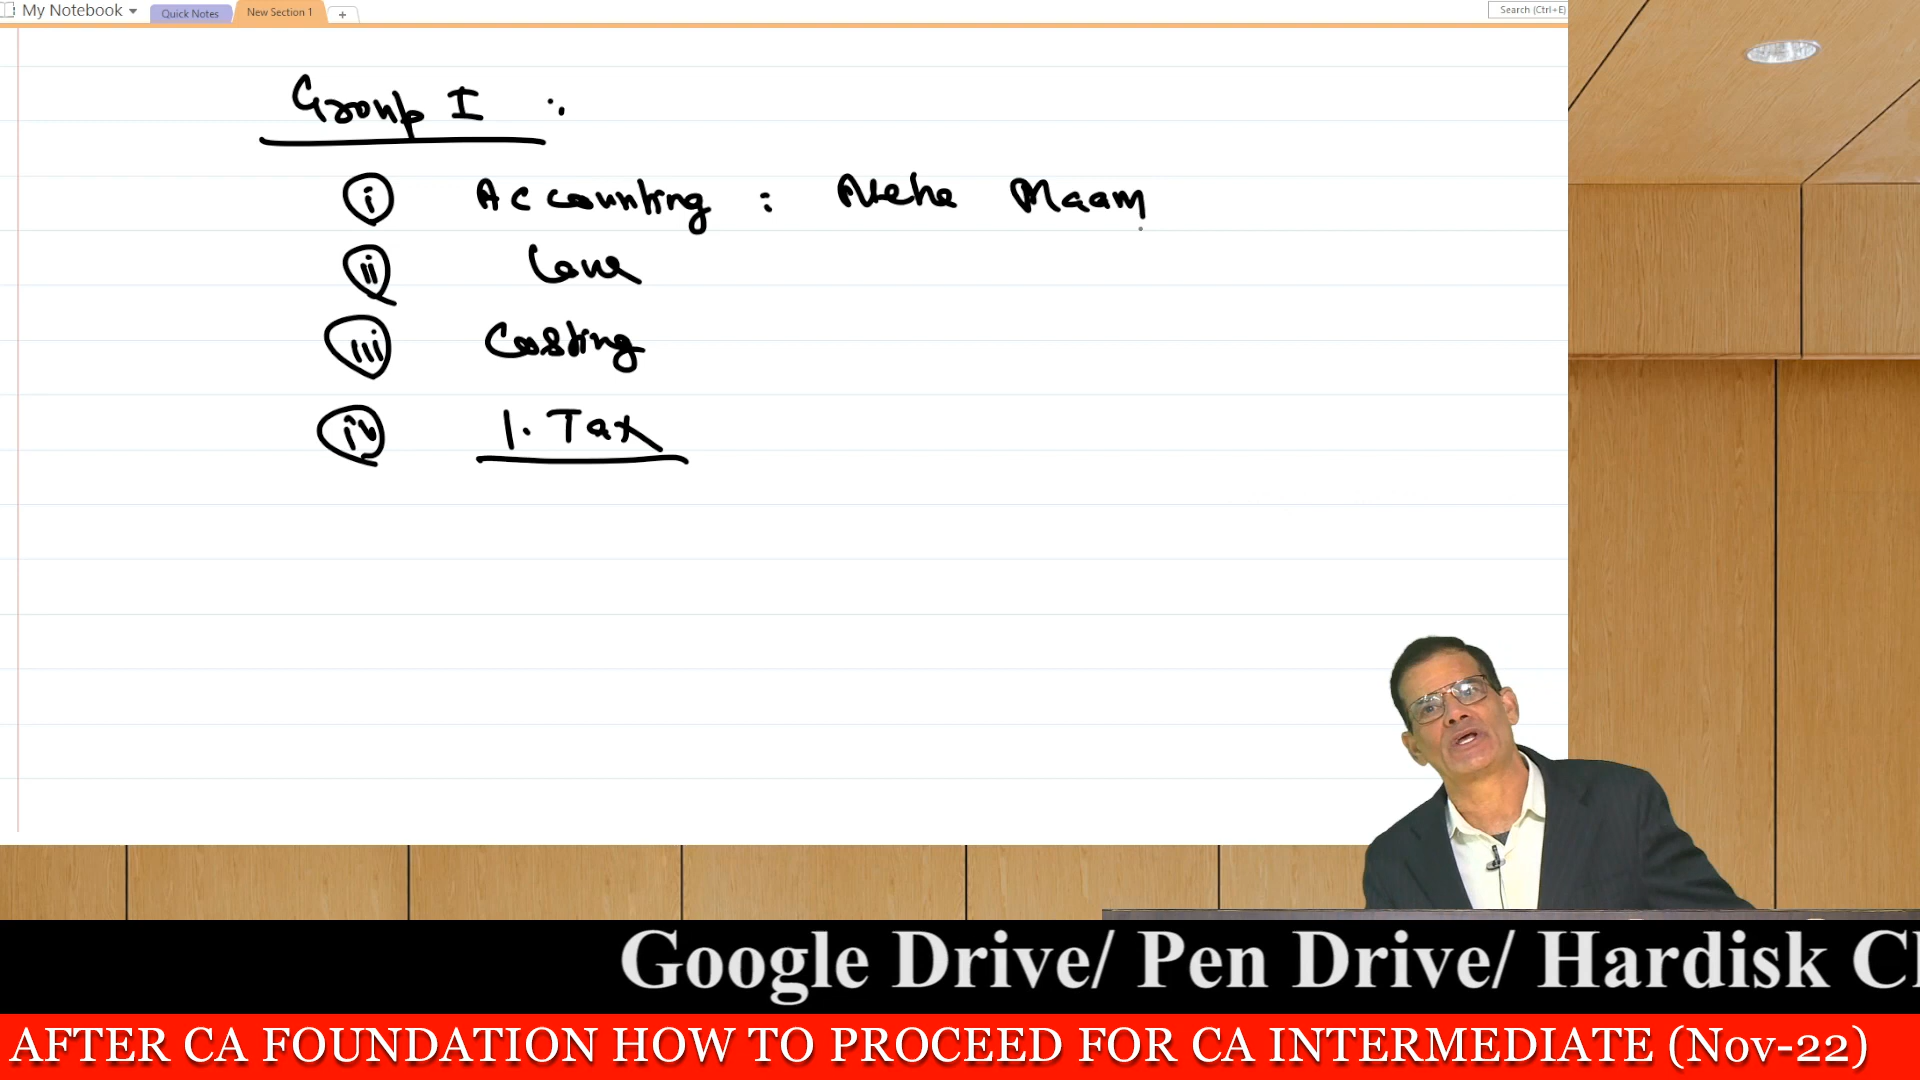 My Notebook Quick Notes New Section 1 + Search (Ctrl+E)
Group I :
i Accounting : Neha Maam
ii Law
iii Costing
iv I. Tax
Google Drive/ Pen Drive/ Hardisk Cl
AFTER CA FOUNDATION HOW TO PROCEED FOR CA INTERMEDIATE (Nov-22)